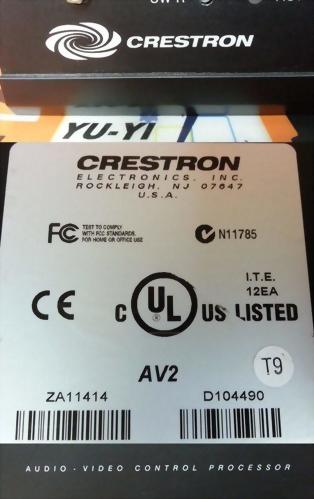 CRESTRON
YU-YI
CRESTRON
ELECTRONICS, INC.
ROCKLEIGH, NJ 07647
U.S.A.
FC TEST TO COMPLY
WITH FCC STANDARDS
FOR HOME OR OFFICE USE
N11785
I.T.E.
12EA
CE
C UL US LISTED
®
AV2
T9
ZA11414
D104490
AUDIO - VIDEO CONTROL PROCESSOR